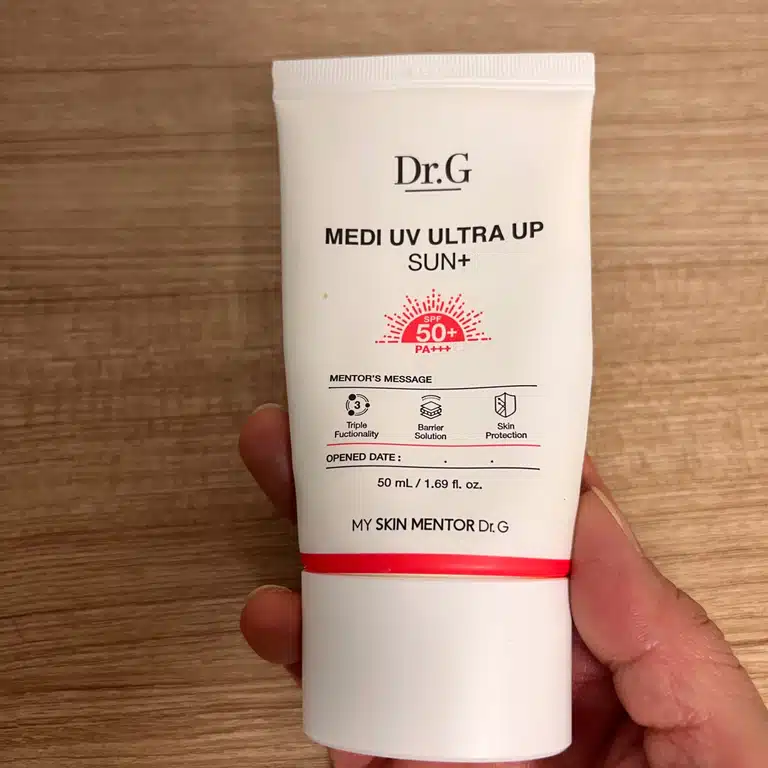 Dr.G
MEDI UV ULTRA UP
SUN+
SPF
50+
PA+++
MENTOR'S MESSAGE
3
Triple
Fuctionality
Barrier
Solution
Skin
Protection
OPENED DATE : . .
50 mL / 1.69 fl. oz.
MY SKIN MENTOR Dr.G